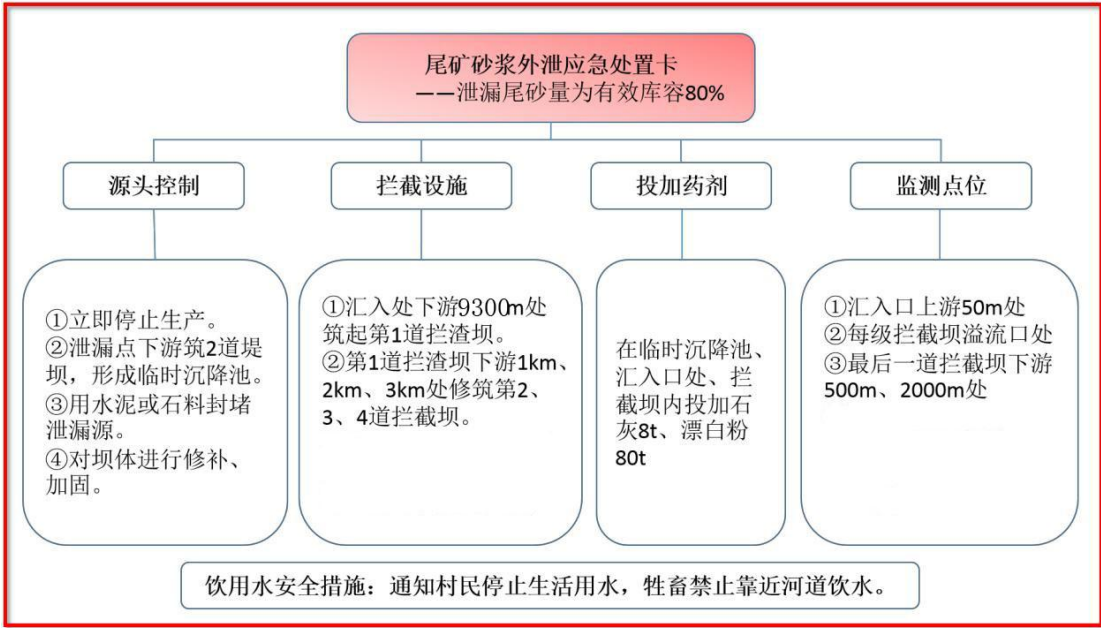 尾矿砂浆外泄应急处置卡
——泄漏尾砂量为有效库容80%
源头控制
拦截设施
投加药剂
监测点位
①立即停止生产。
②泄漏点下游筑2道堤
坝，形成临时沉降池。
③用水泥或石料封堵
泄漏源。
④对坝体进行修补、
加固。
①汇入处下游9300m处
筑起第1道拦渣坝。
②第1道拦渣坝下游1km、
2km、3km处修筑第2、
3、4道拦截坝。
在临时沉降池、
汇入口处、拦
截坝内投加石
灰8t、漂白粉
80t
①汇入口上游50m处
②每级拦截坝溢流口处
③最后一道拦截坝下游
500m、2000m处
饮用水安全措施：通知村民停止生活用水，牲畜禁止靠近河道饮水。